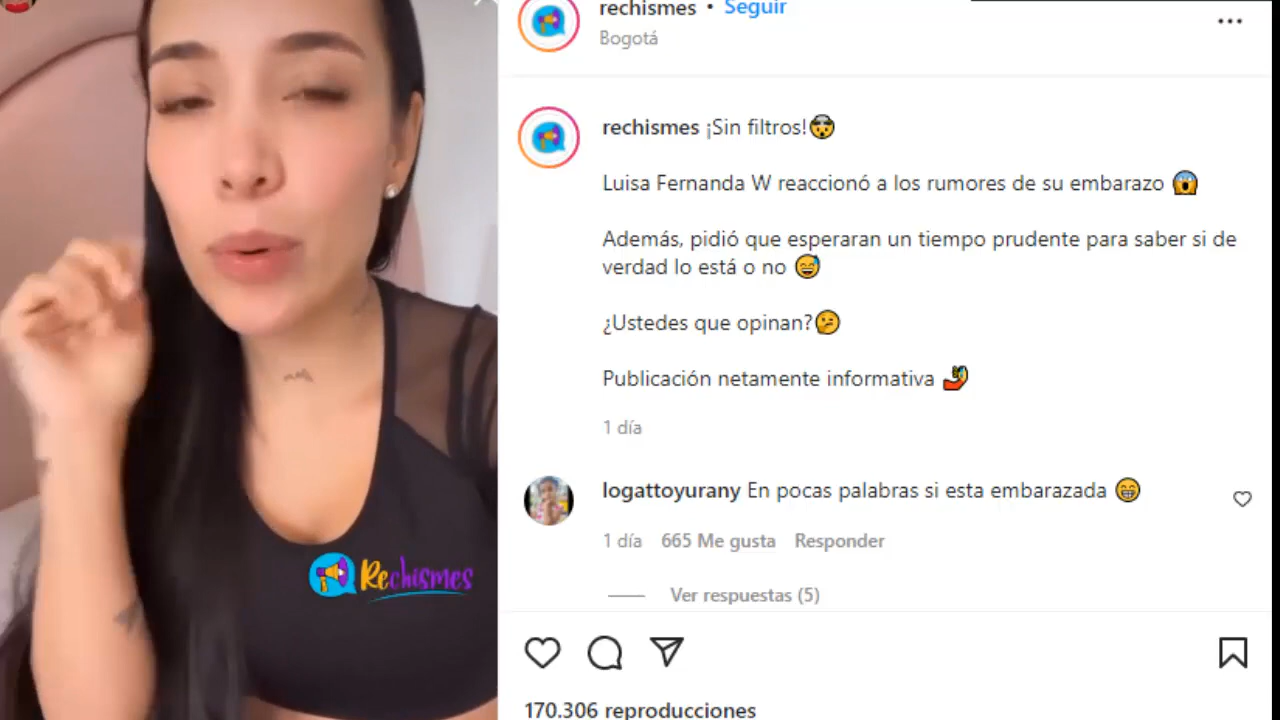 rechismes • Seguir
Bogotá
rechismes ¡Sin filtros!🤯
Luisa Fernanda W reaccionó a los rumores de su embarazo 😱
Además, pidió que esperaran un tiempo prudente para saber si de
verdad lo está o no 😅
¿Ustedes que opinan?🤔
Publicación netamente informativa 🤳
1 día
logattoyurany En pocas palabras si esta embarazada 😁
1 día 665 Me gusta Responder
Ver respuestas (5)
170.306 reproducciones
Rechismes